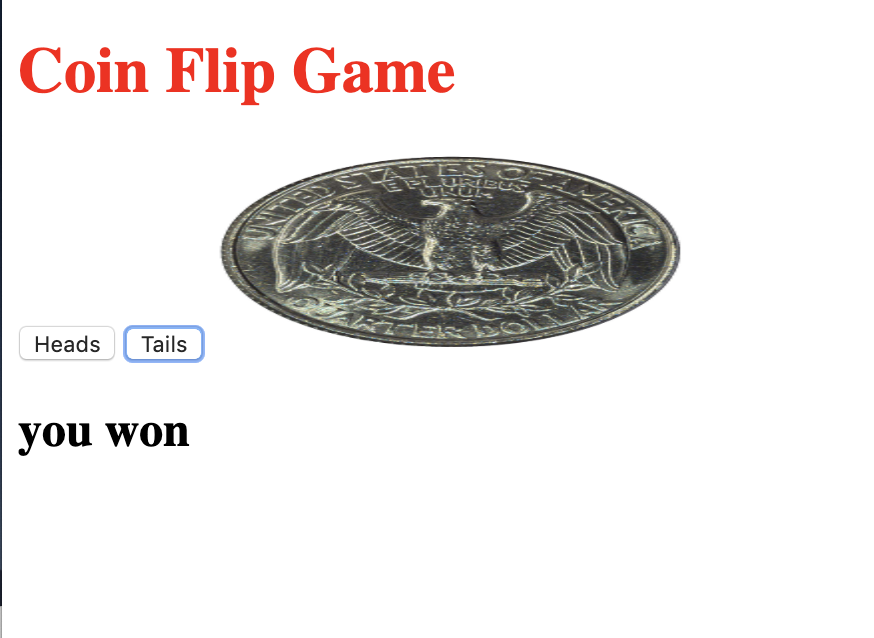 Coin Flip Game
UNITED STATES OF AMERICA
E PLURIBUS
UNUM
QUARTER DOLLAR
Heads Tails
you won